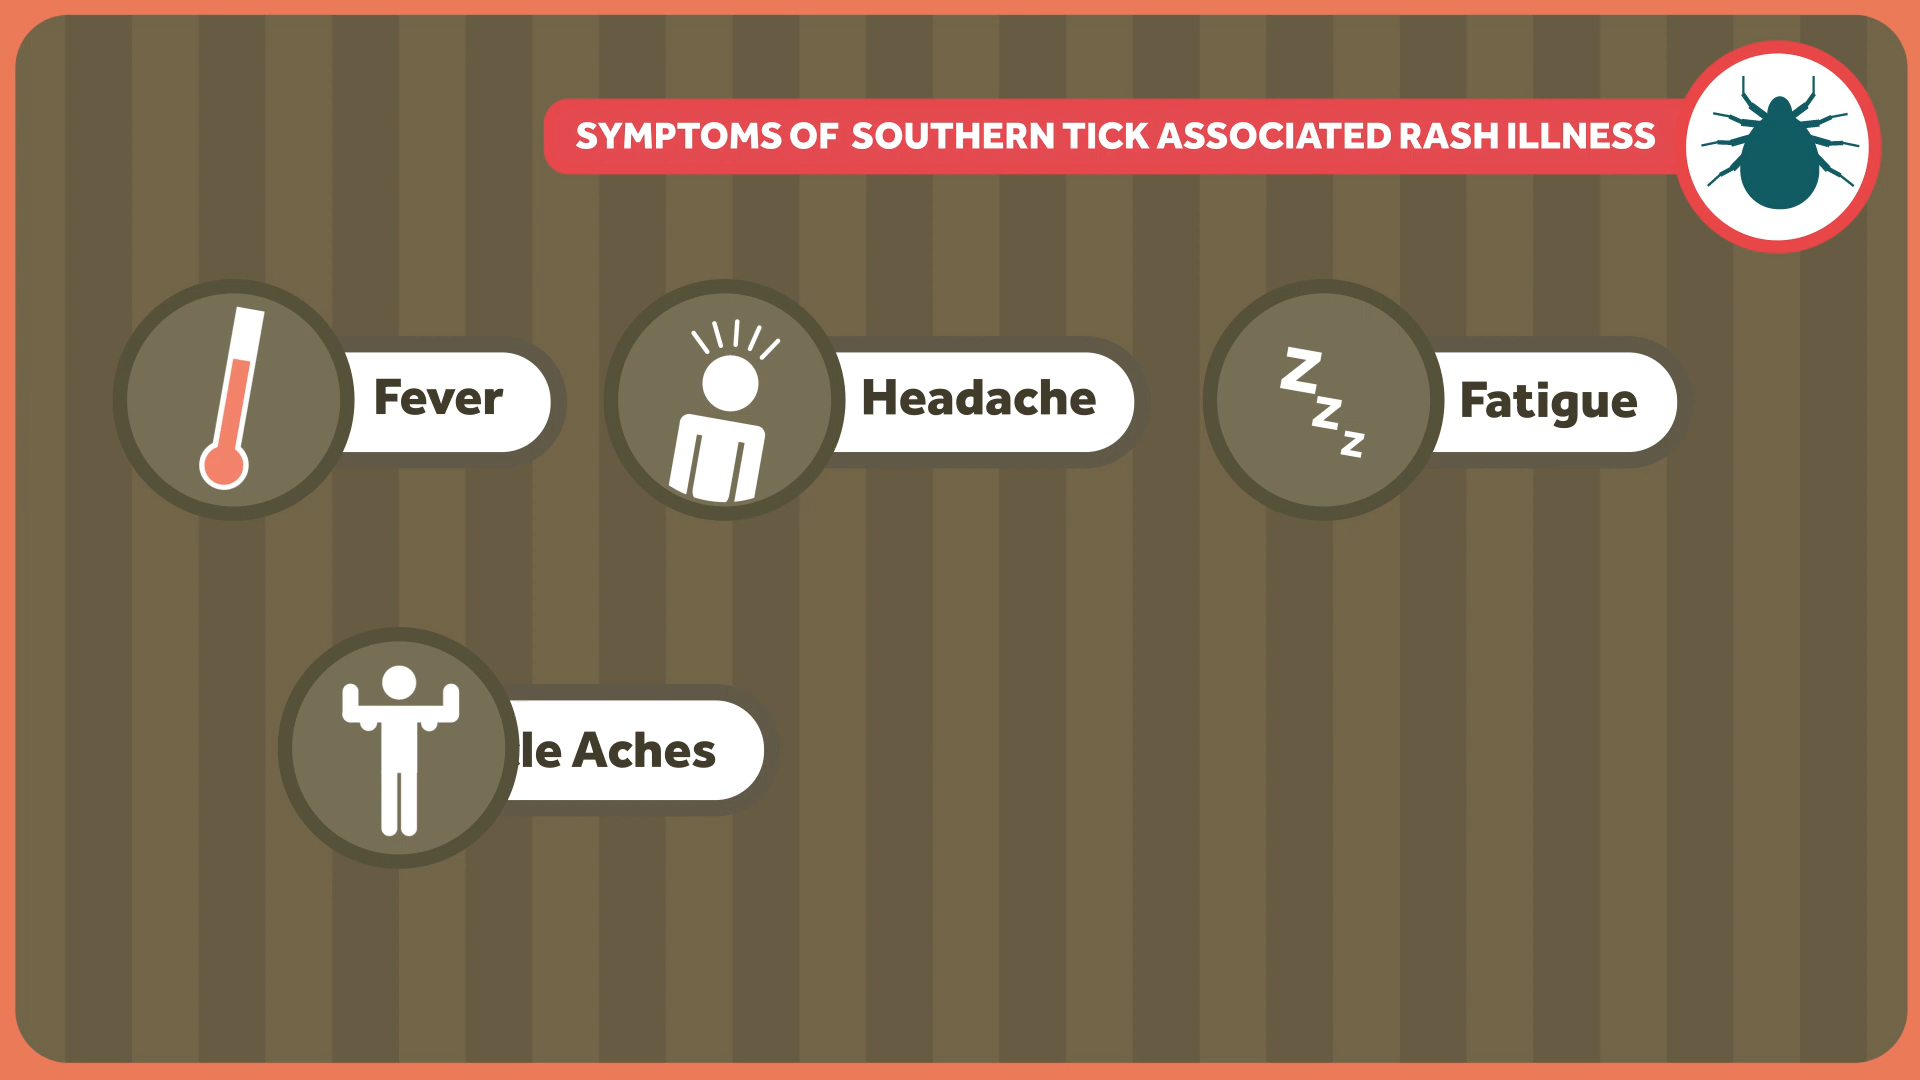 SYMPTOMS OF SOUTHERN TICK ASSOCIATED RASH ILLNESS
Fever
Headache
Fatigue
z
z
z
le Aches